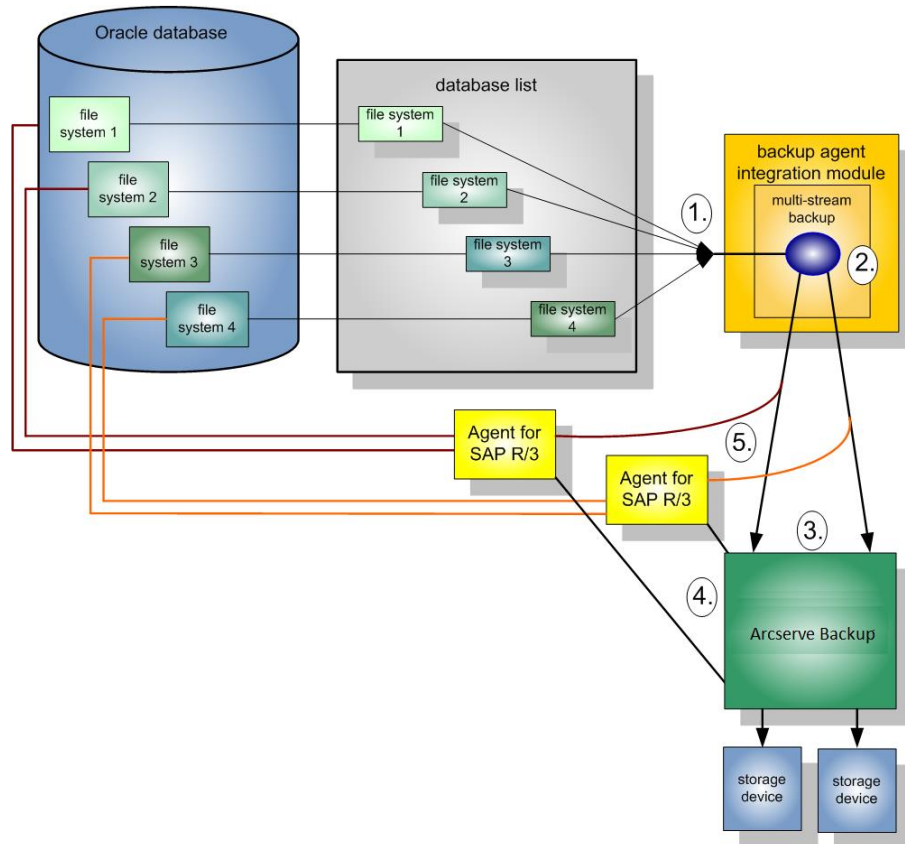 Oracle database
database list
file
system 1
file system
1
file
system 2
file system
2
file
system 3
file system
3
file
system 4
file system
4
1.
backup agent
integration module
multi-stream
backup
2.
Agent for
SAP R/3
5.
Agent for
SAP R/3
3.
4.
Arcserve Backup
storage
device
storage
device